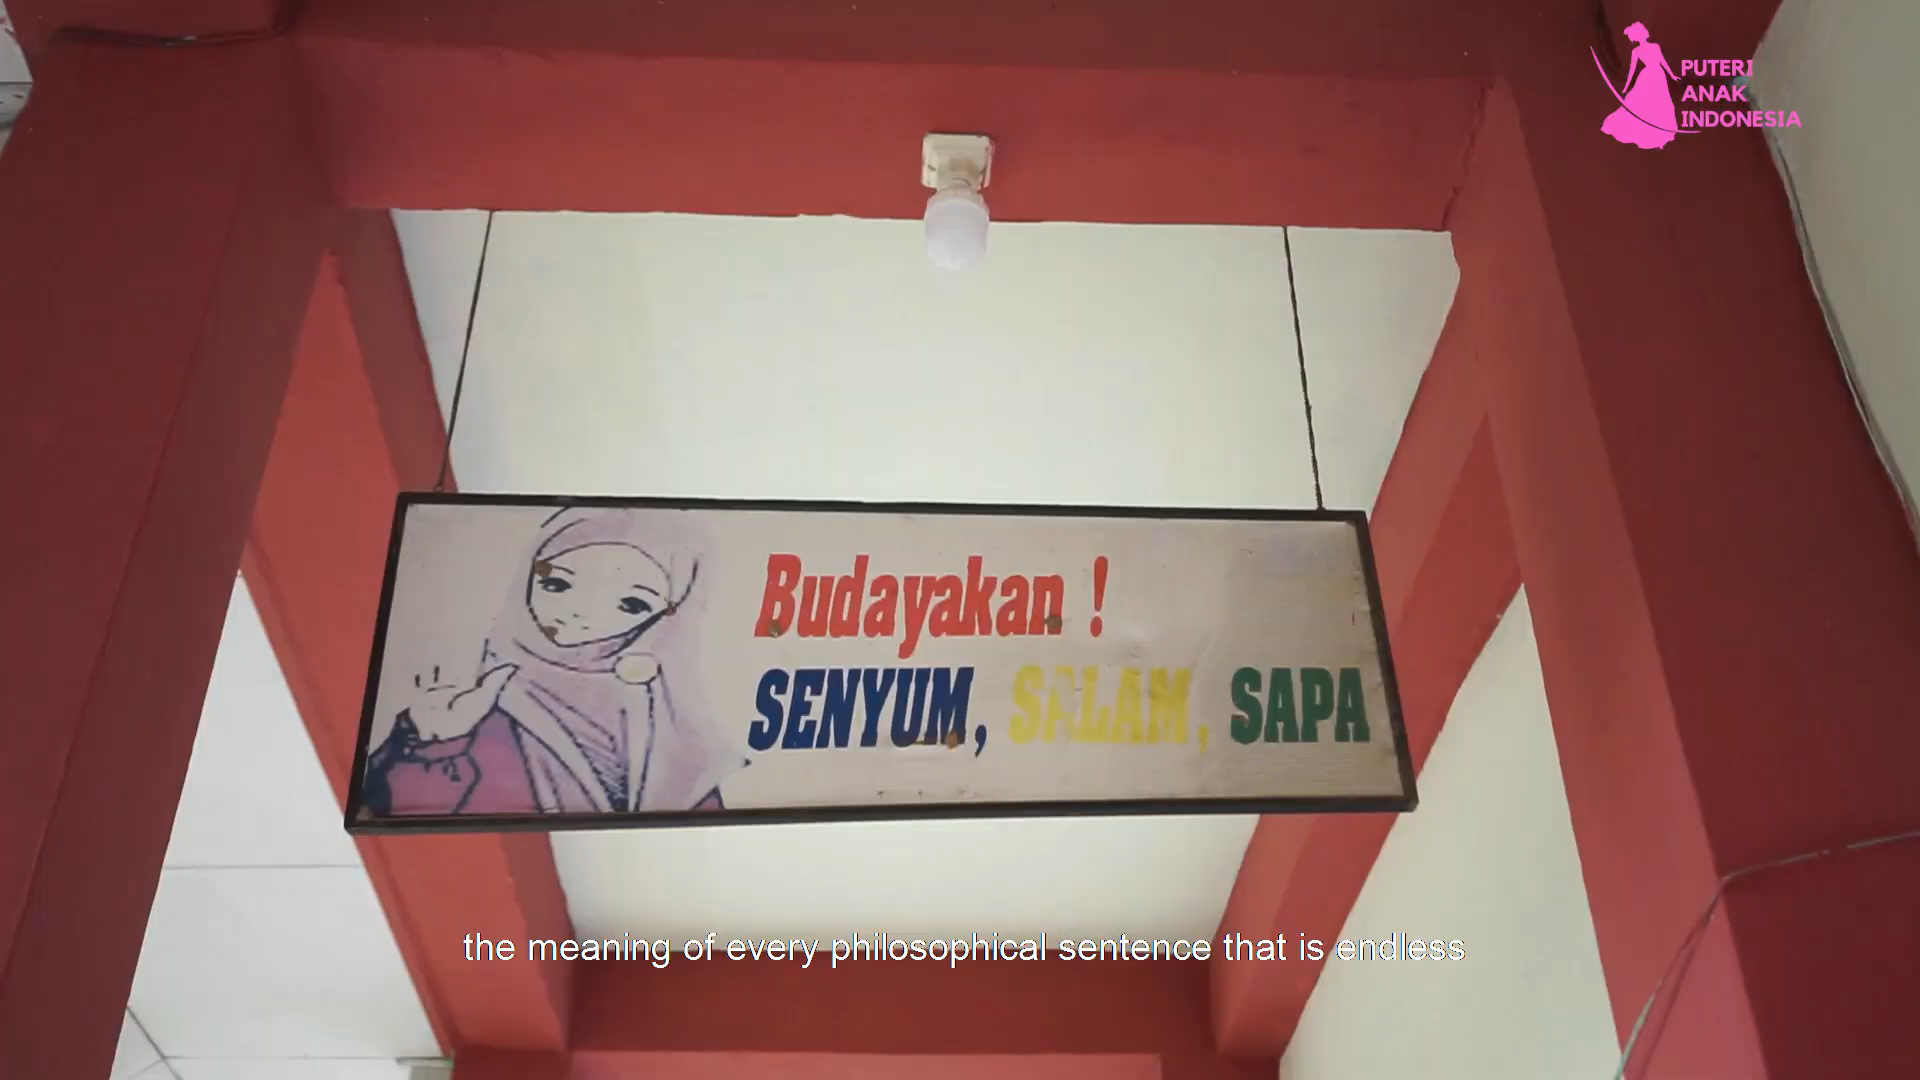 PUTERI
ANAK
INDONESIA
Budayakan !
SENYUM, SALAM, SAPA
the meaning of every philosophical sentence that is endless